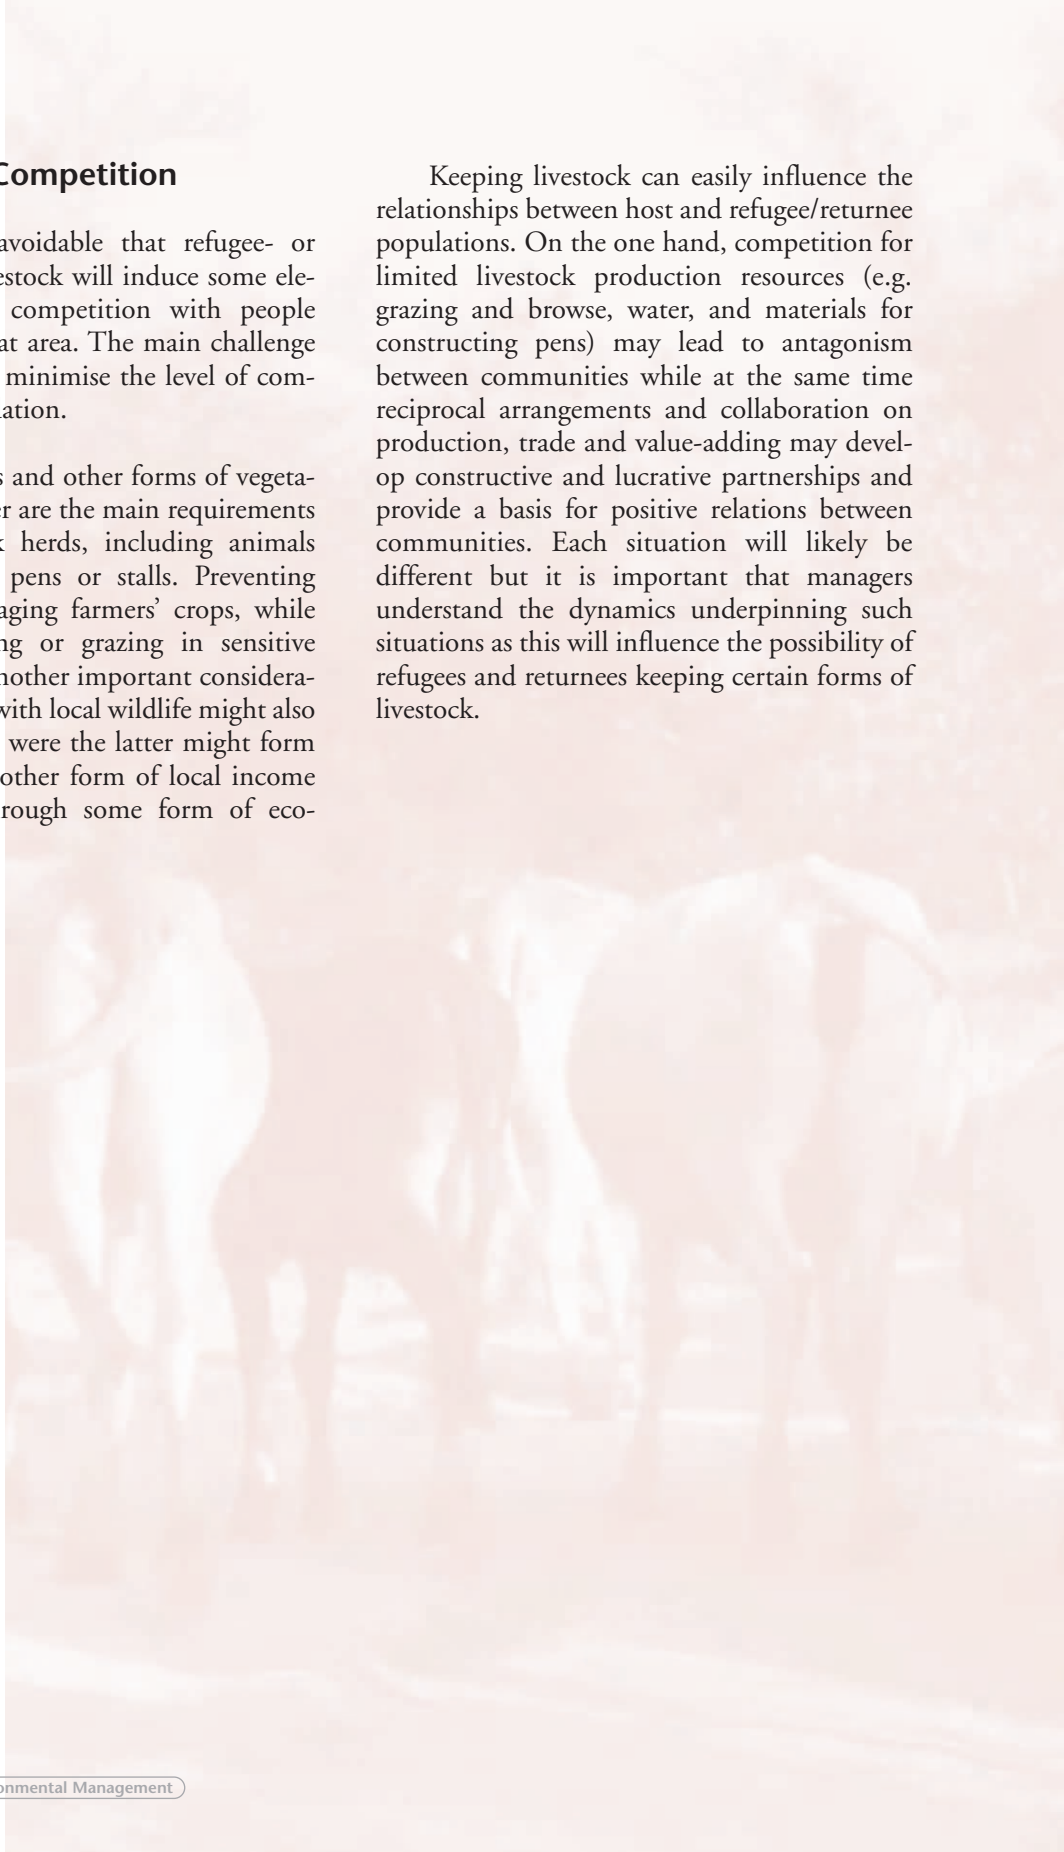 Competition
avoidable that refugee- or
estock will induce some ele-
competition with people
at area. The main challenge
minimise the level of com-
ation.
s and other forms of vegeta-
er are the main requirements
k herds, including animals
pens or stalls. Preventing
aging farmers’ crops, while
ng or grazing in sensitive
nother important considera-
with local wildlife might also
were the latter might form
other form of local income
rough some form of eco-
Keeping livestock can easily influence the
relationships between host and refugee/returnee
populations. On the one hand, competition for
limited livestock production resources (e.g.
grazing and browse, water, and materials for
constructing pens) may lead to antagonism
between communities while at the same time
reciprocal arrangements and collaboration on
production, trade and value-adding may devel-
op constructive and lucrative partnerships and
provide a basis for positive relations between
communities. Each situation will likely be
different but it is important that managers
understand the dynamics underpinning such
situations as this will influence the possibility of
refugees and returnees keeping certain forms of
livestock.
onmental Management